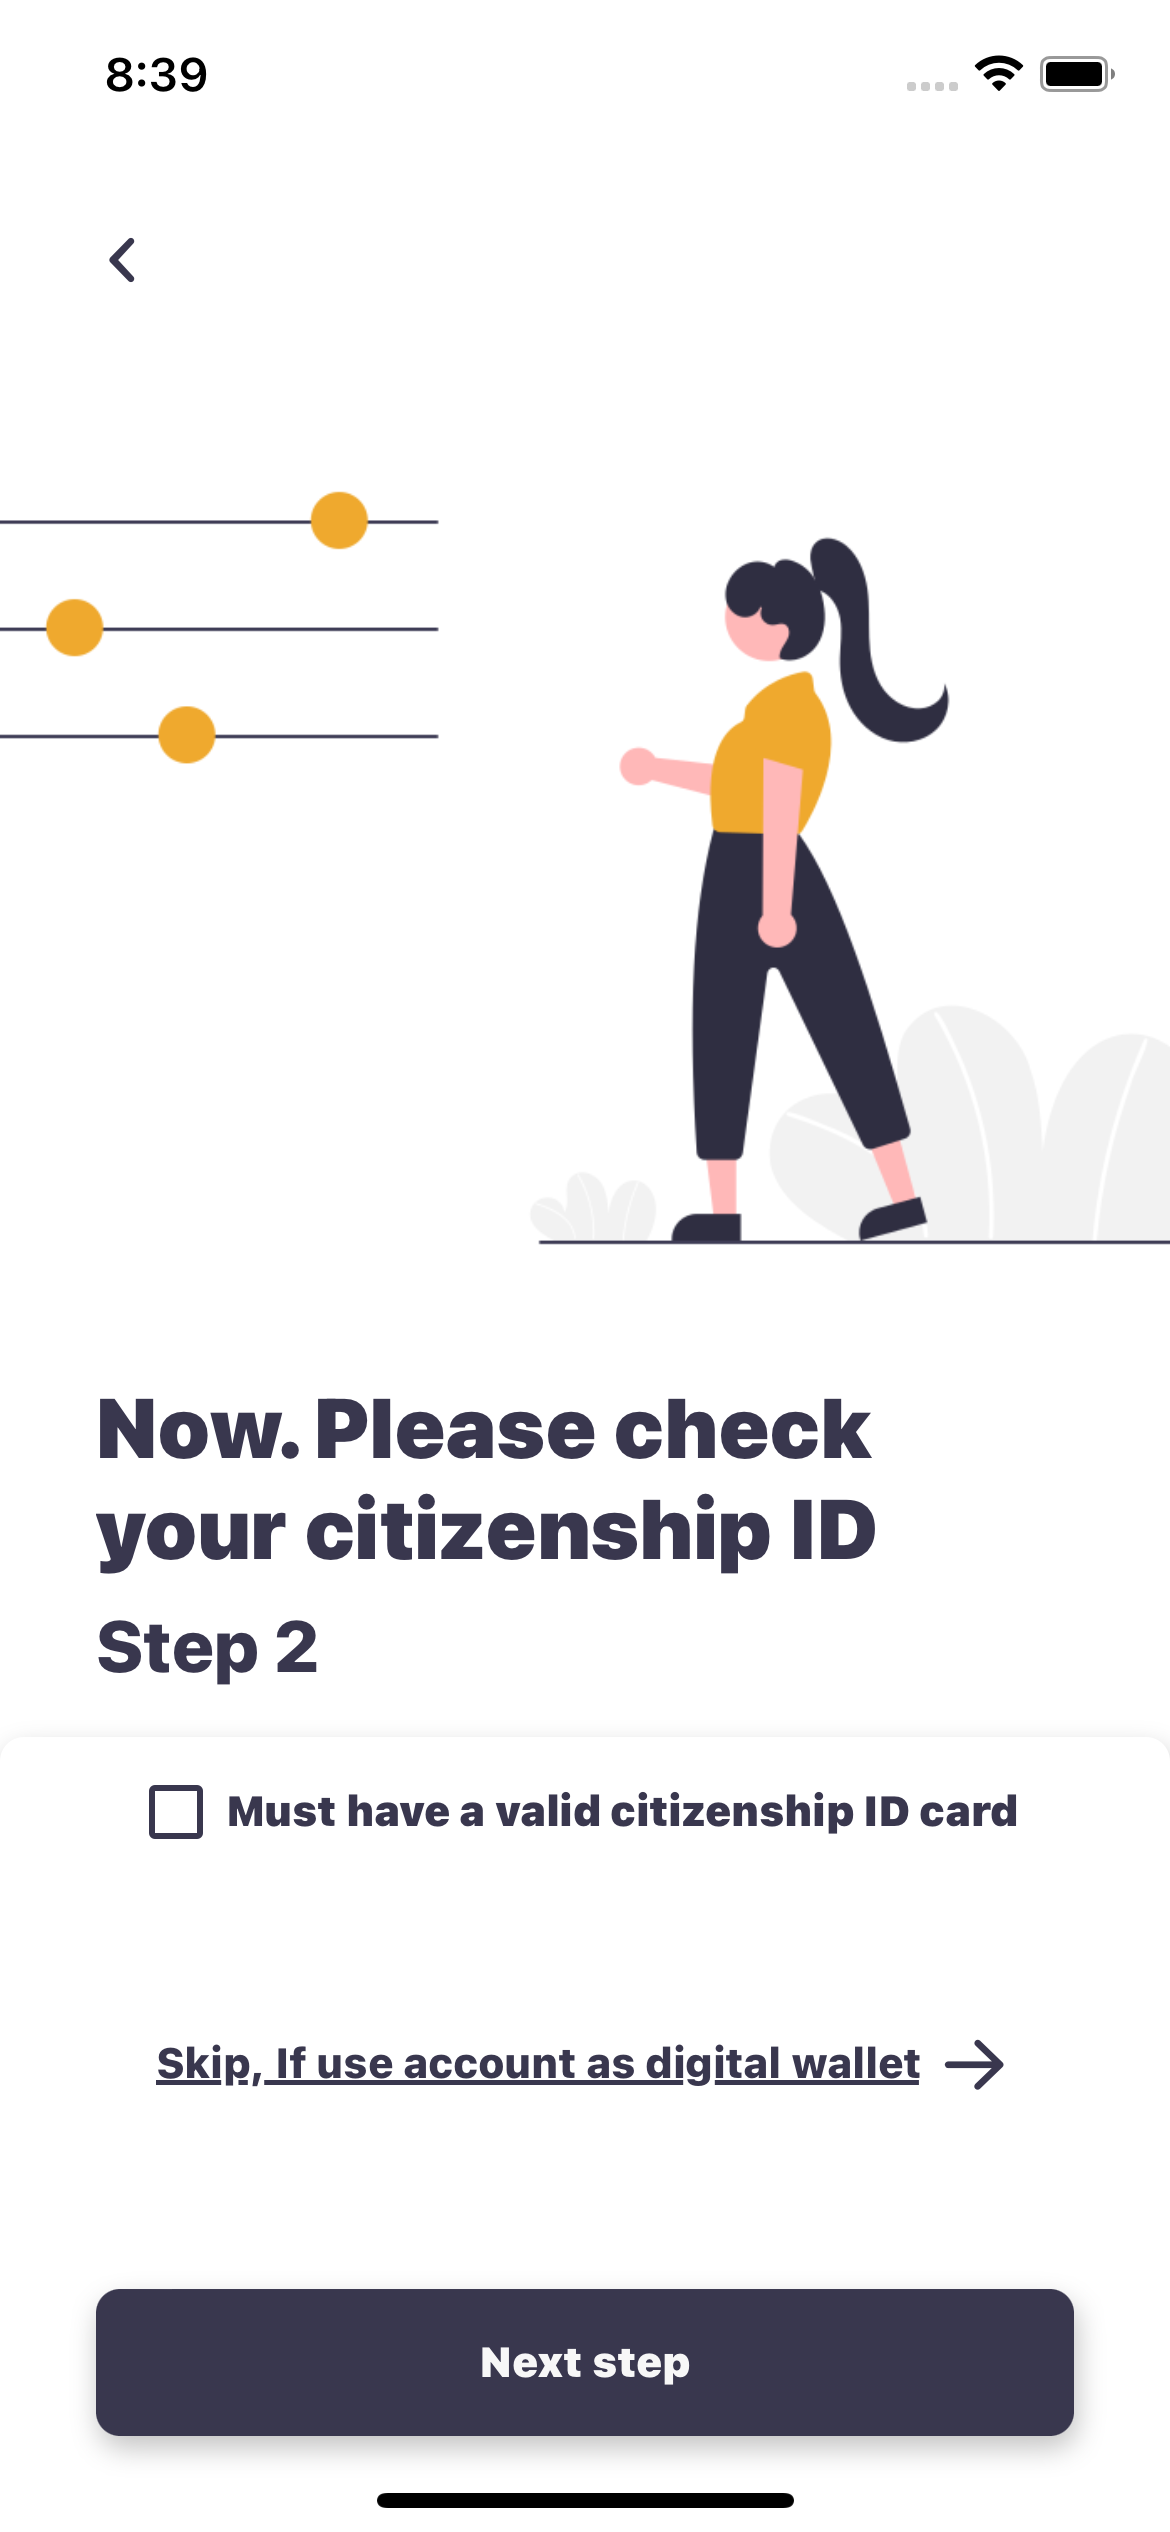 8:39
Now. Please check
your citizenship ID
Step 2
Must have a valid citizenship ID card
Skip, If use account as digital wallet
Next step